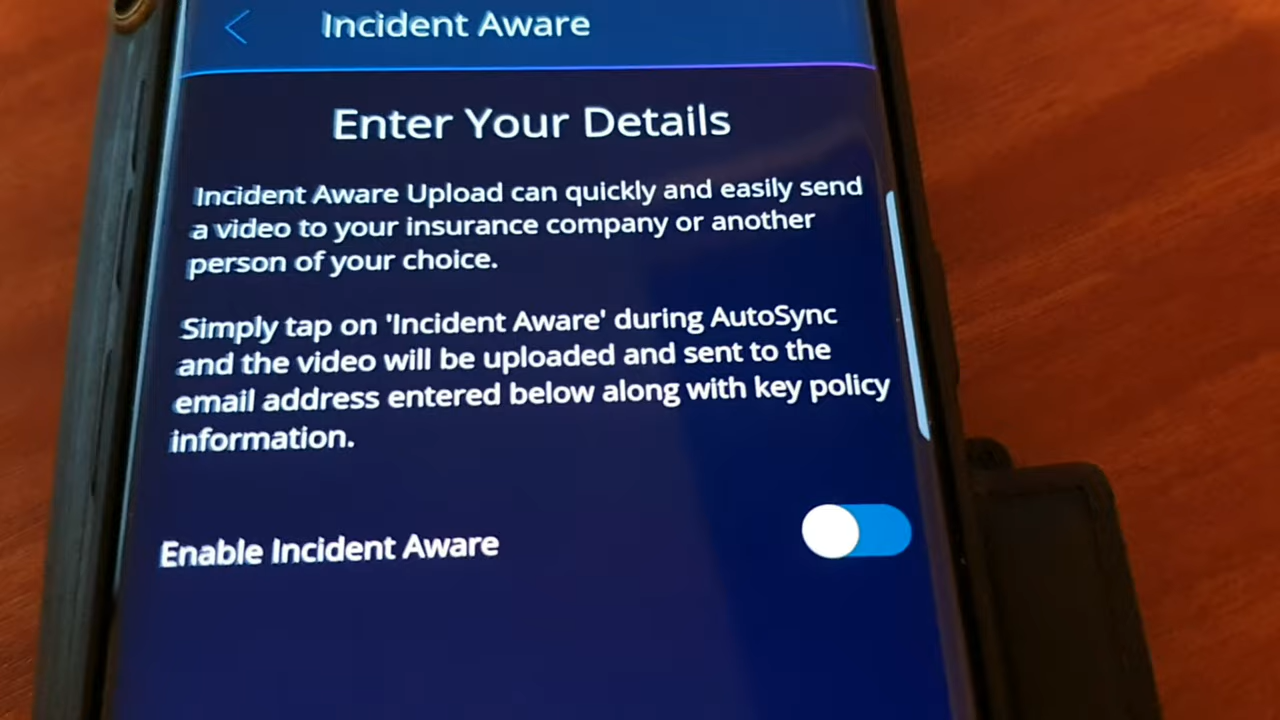 Incident Aware
Enter Your Details
Incident Aware Upload can quickly and easily send
a video to your insurance company or another
person of your choice.
Simply tap on 'Incident Aware' during AutoSync
and the video will be uploaded and sent to the
email address entered below along with key policy
information.
Enable Incident Aware